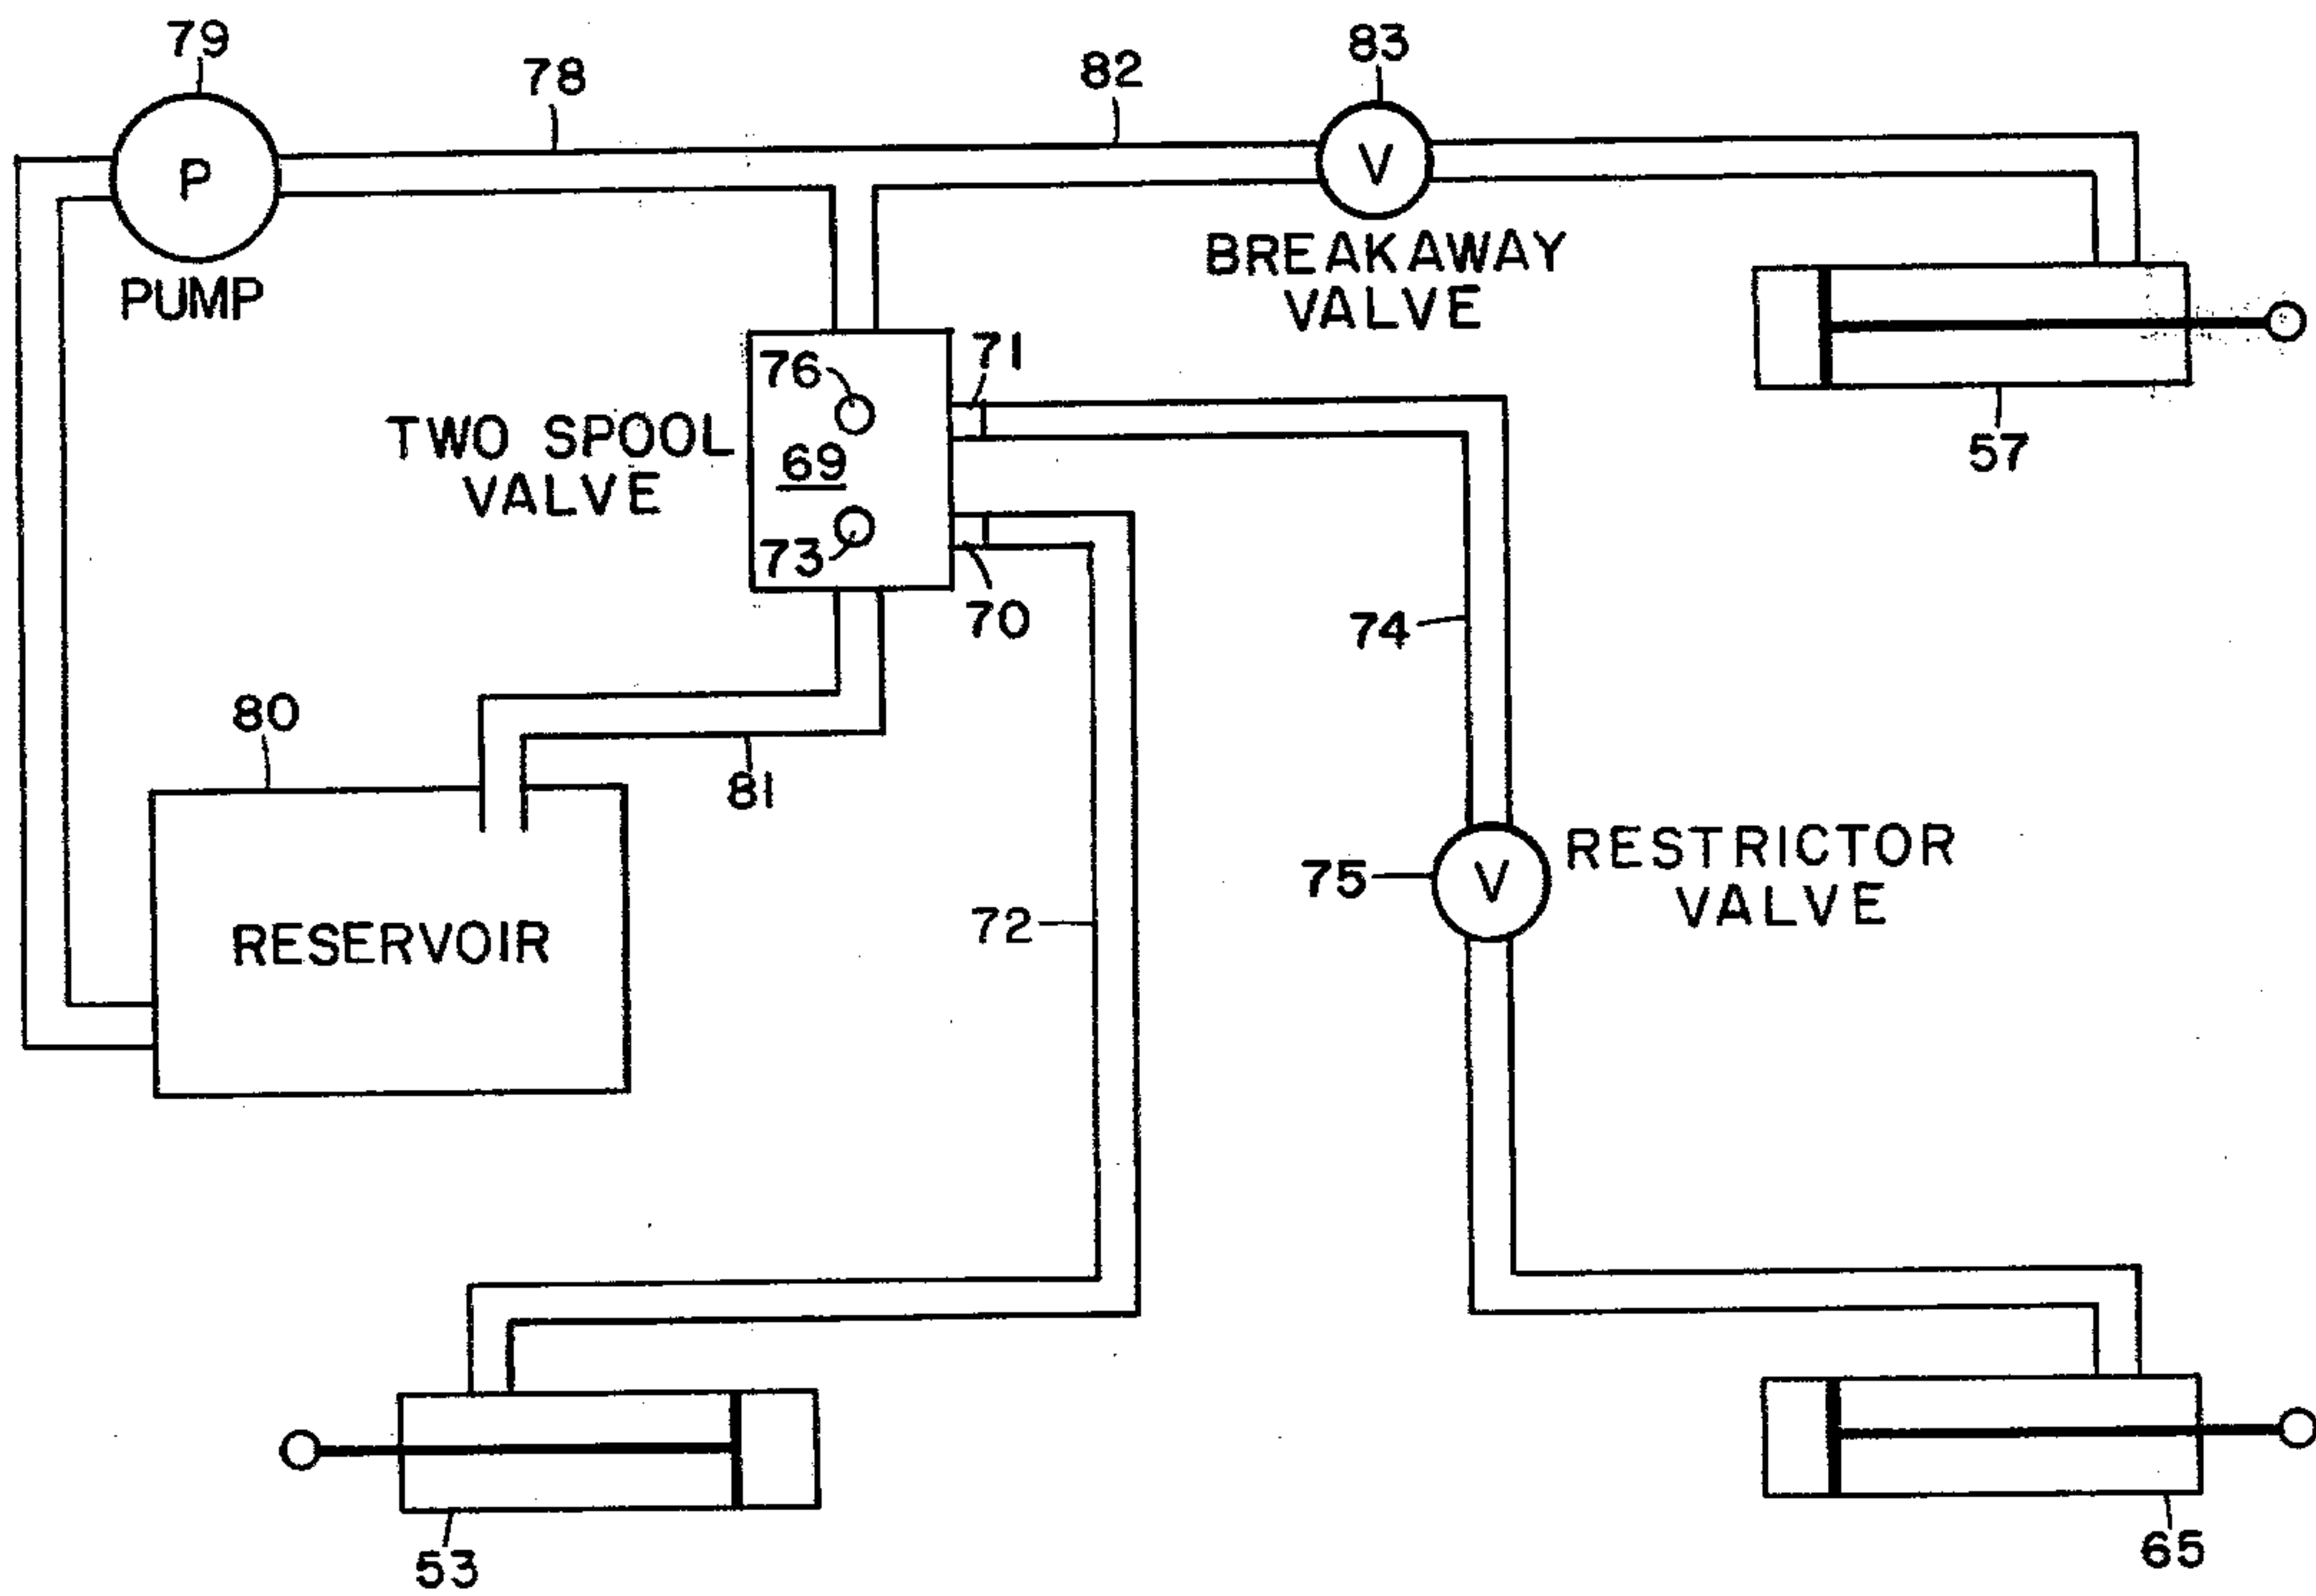 79
78
82
83
P
V
PUMP
BREAKAWAY
VALVE
76
71
TWO SPOOL
VALVE
69
57
73
70
74
80
81
RESTRICTOR
VALVE
75
V
72
RESERVOIR
53
65